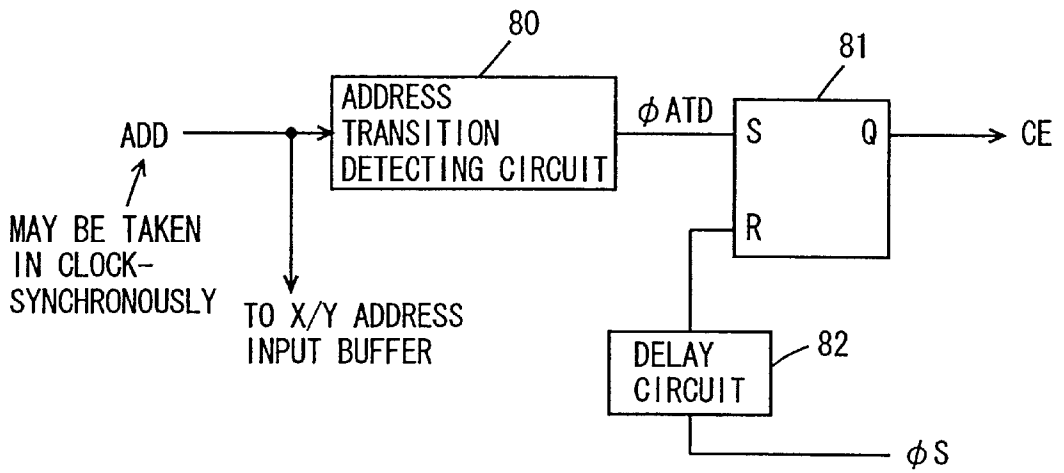 80
81
ADDRESS
TRANSITION
DETECTING CIRCUIT
φATD
S
Q
CE
ADD
R
MAY BE TAKEN
IN CLOCK-
SYNCHRONOUSLY
TO X/Y ADDRESS
INPUT BUFFER
DELAY
CIRCUIT
82
φS